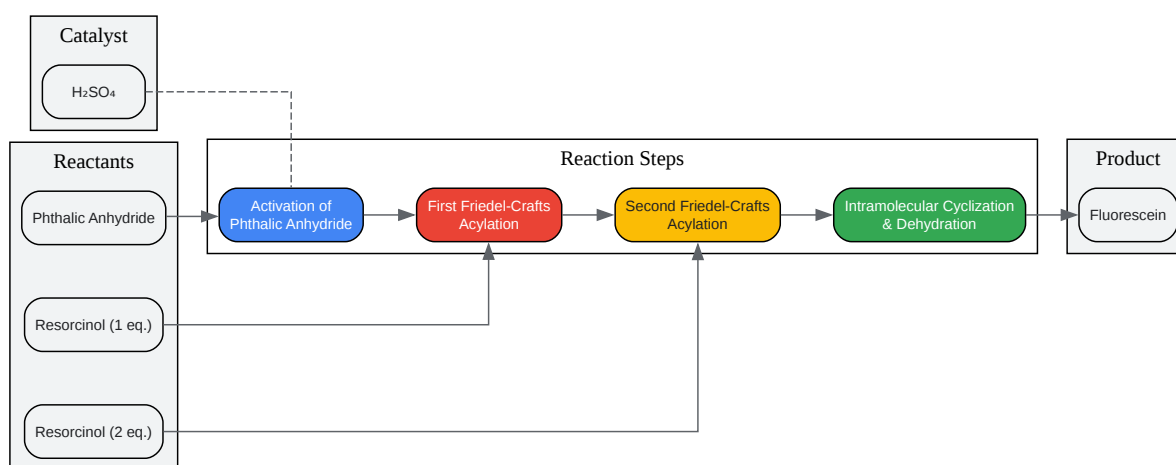 Catalyst
H₂SO₄
Reactants
Phthalic Anhydride
Resorcinol (1 eq.)
Resorcinol (2 eq.)
Reaction Steps
Activation of
Phthalic Anhydride
First Friedel-Crafts
Acylation
Second Friedel-Crafts
Acylation
Intramolecular Cyclization
& Dehydration
Product
Fluorescein